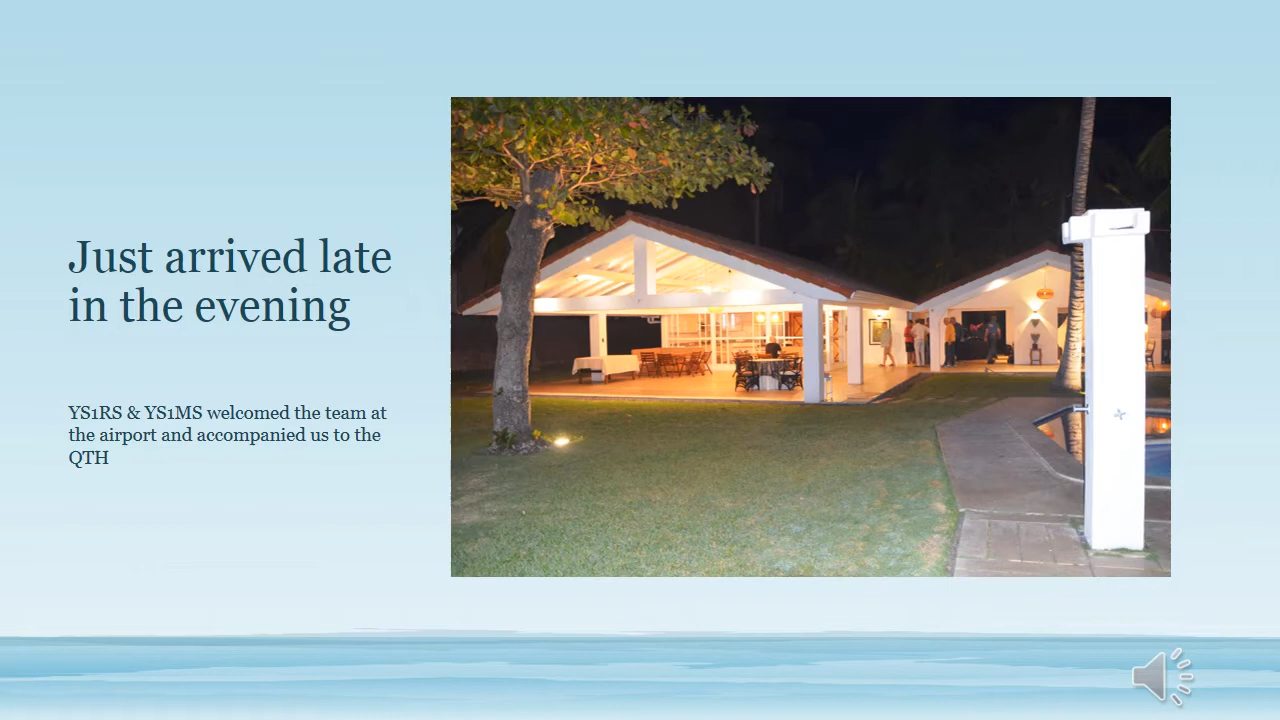 Just arrived late
in the evening
YS1RS & YS1MS welcomed the team at
the airport and accompanied us to the
QTH